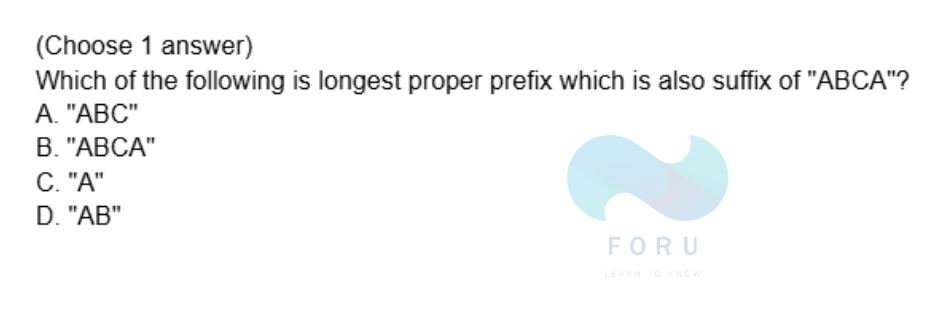 (Choose 1 answer)
Which of the following is longest proper prefix which is also suffix of "ABCA"?
A. "ABC"
B. "ABCA"
C. "A"
D. "AB"
FORU
LEARN TO KNOW